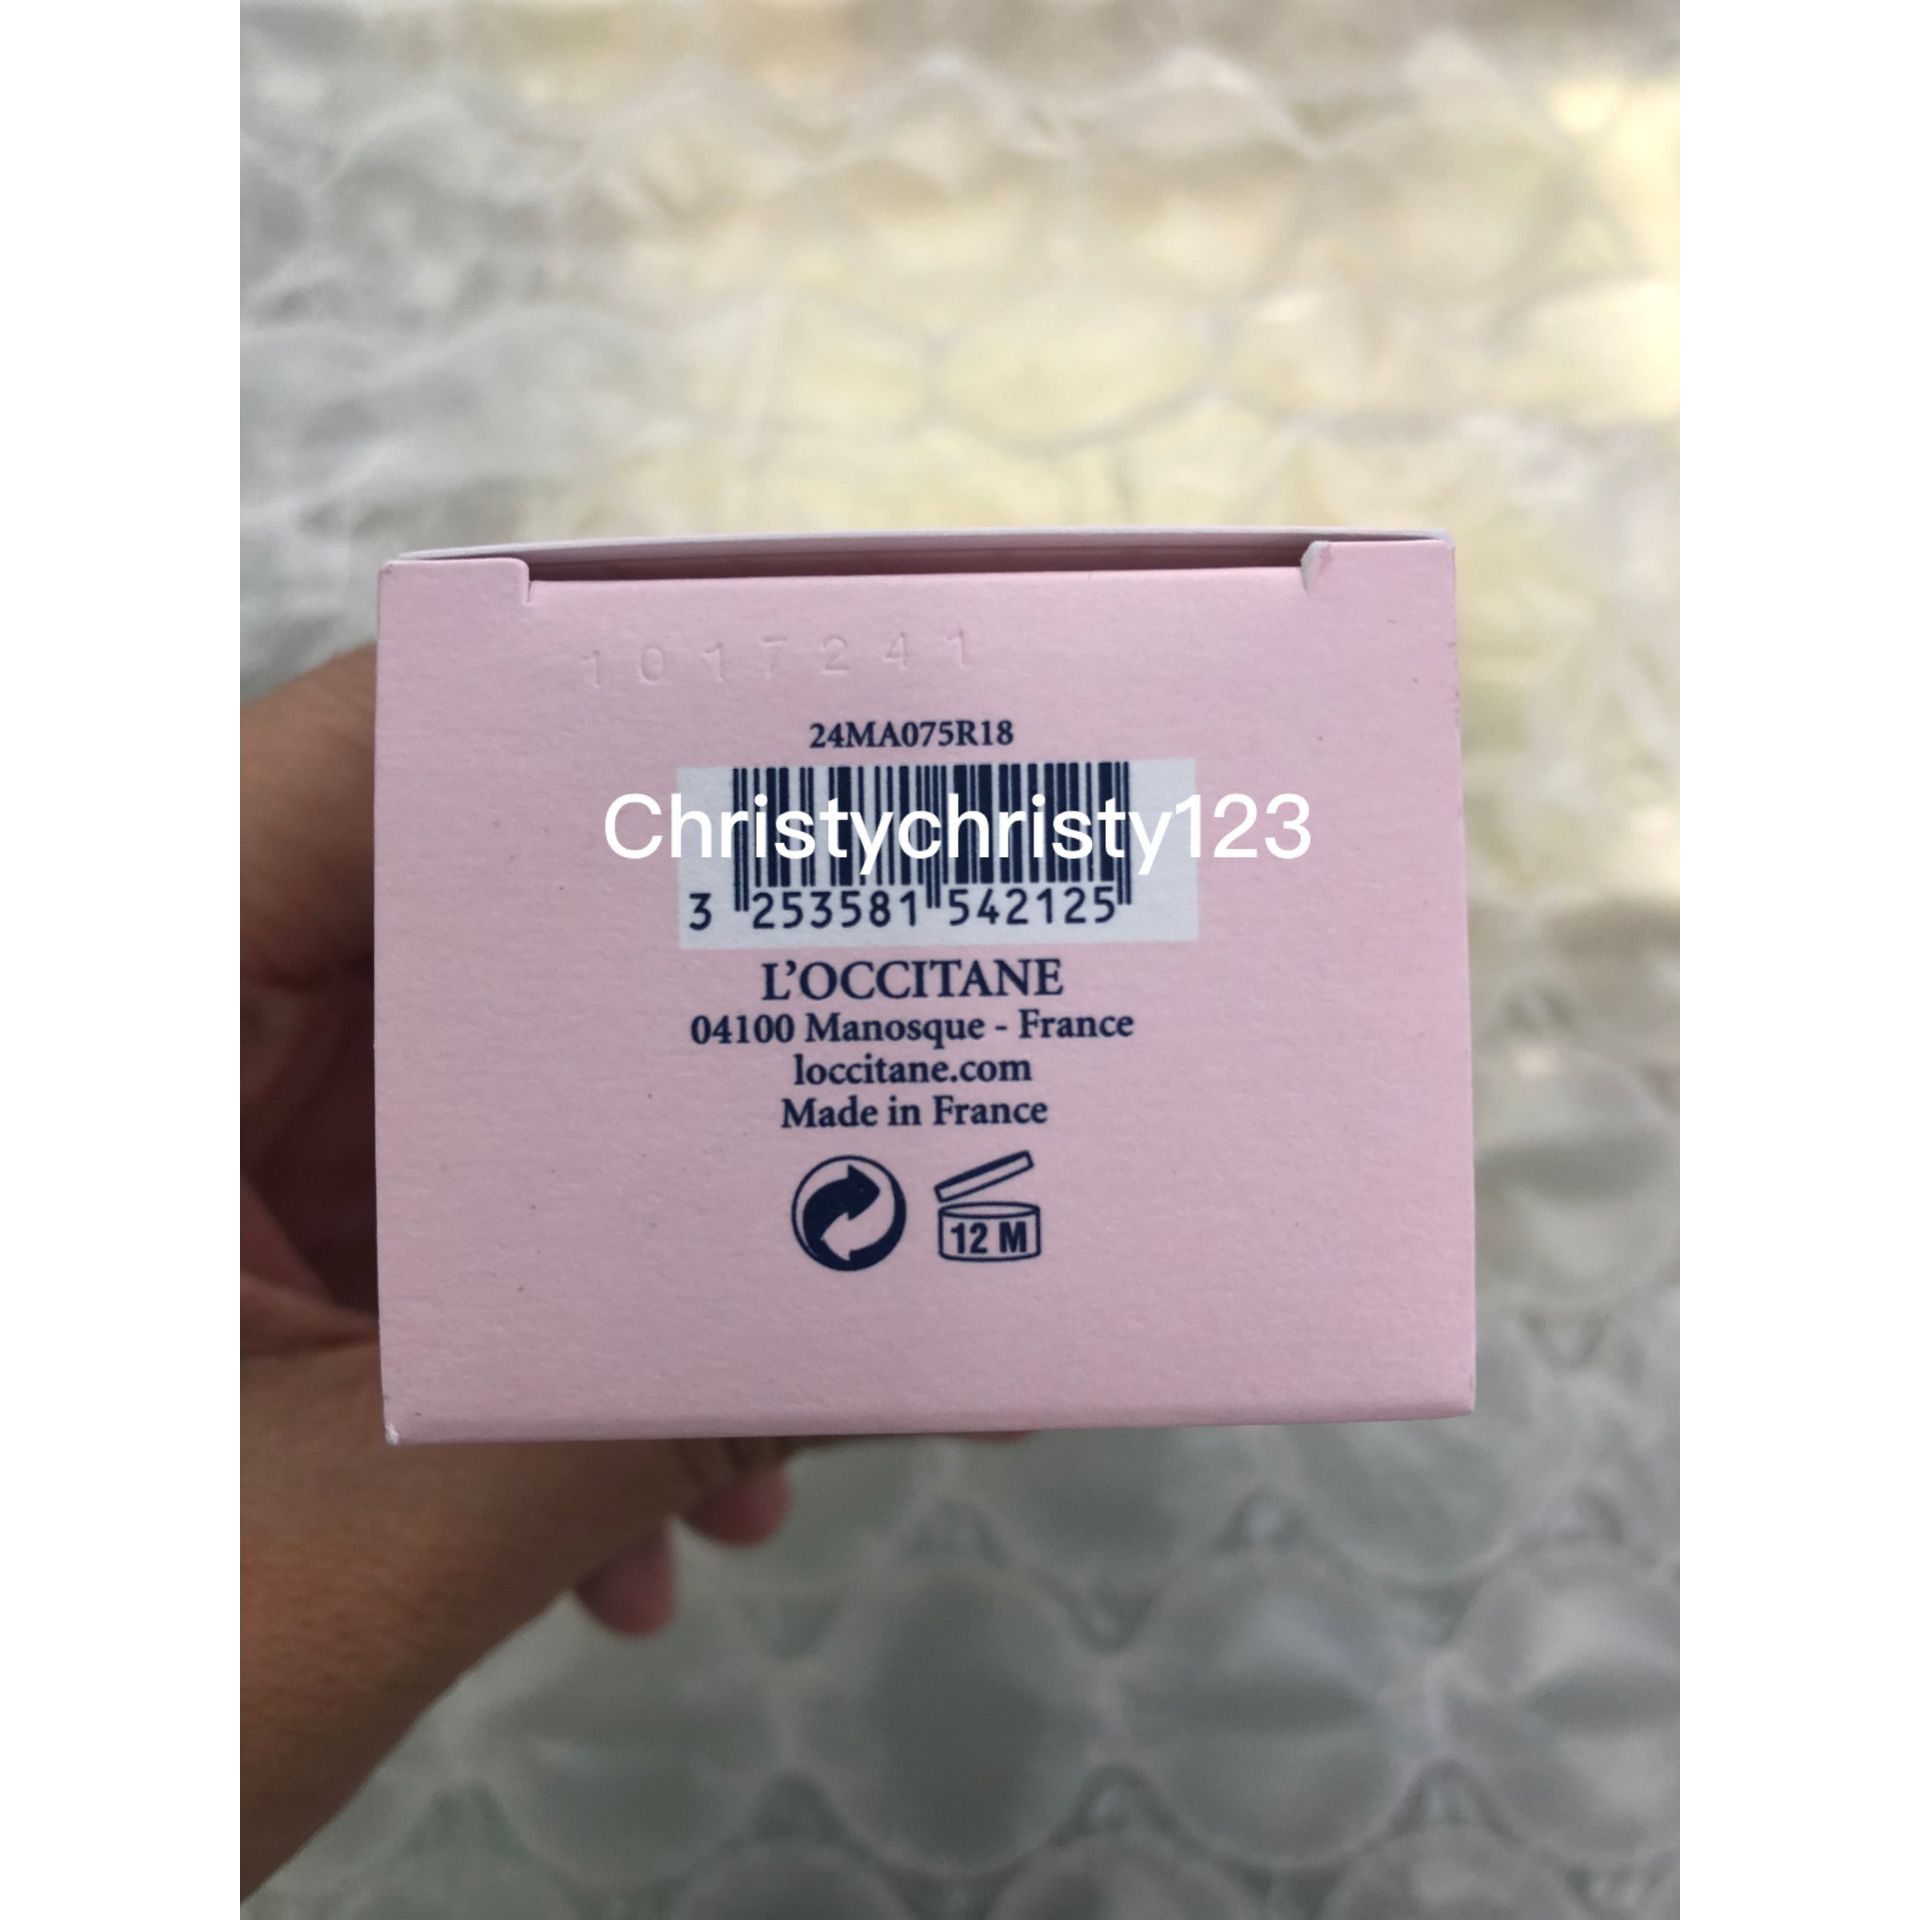 1017241
24MA075R18
Christychristy123
3 253581 542125
L'OCCITANE
04100 Manosque - France
loccitane.com
Made in France
12 M